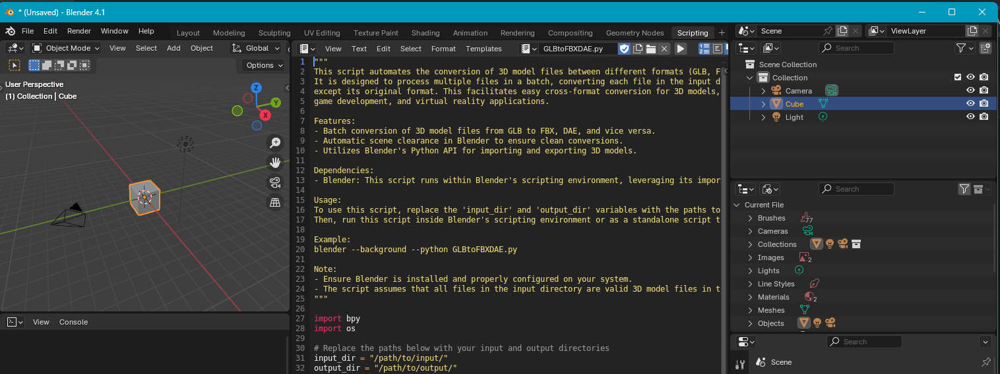 * (Unsaved) - Blender 4.1
File Edit Render Window Help Layout Modeling Sculpting UV Editing Texture Paint Shading Animation Rendering Compositing Geometry Nodes Scripting + Scene ViewLayer
Object Mode View Select Add Object Global
Options
User Perspective
(1) Collection | Cube
Z
Y
X
View Console
View Text Edit Select Format Templates GLBtoFBXDAE.py
1 """
2 This script automates the conversion of 3D model files between different formats (GLB, F
3 It is designed to process multiple files in a batch, converting each file in the input d
4 except its original format. This facilitates easy cross-format conversion for 3D models,
5 game development, and virtual reality applications.
6
7 Features:
8 - Batch conversion of 3D model files from GLB to FBX, DAE, and vice versa.
9 - Automatic scene clearance in Blender to ensure clean conversions.
10 - Utilizes Blender's Python API for importing and exporting 3D models.
11
12 Dependencies:
13 - Blender: This script runs within Blender's scripting environment, leveraging its impor
14
15 Usage:
16 To use this script, replace the 'input_dir' and 'output_dir' variables with the paths to
17 Then, run this script inside Blender's scripting environment or as a standalone script t
18
19 Example:
20 blender --background --python GLBtoFBXDAE.py
21
22 Note:
23 - Ensure Blender is installed and properly configured on your system.
24 - The script assumes that all files in the input directory are valid 3D model files in t
25 """
26
27 import bpy
28 import os
29
30 # Replace the paths below with your input and output directories
31 input_dir = "/path/to/input/"
32 output_dir = "/path/to/output/"
Search
Scene Collection
Collection
Camera
Cube
Light
Search
Current File
Brushes 77
Cameras
Collections
Images 2
Lights
Line Styles
Materials 2
Meshes
Objects
Search
Scene